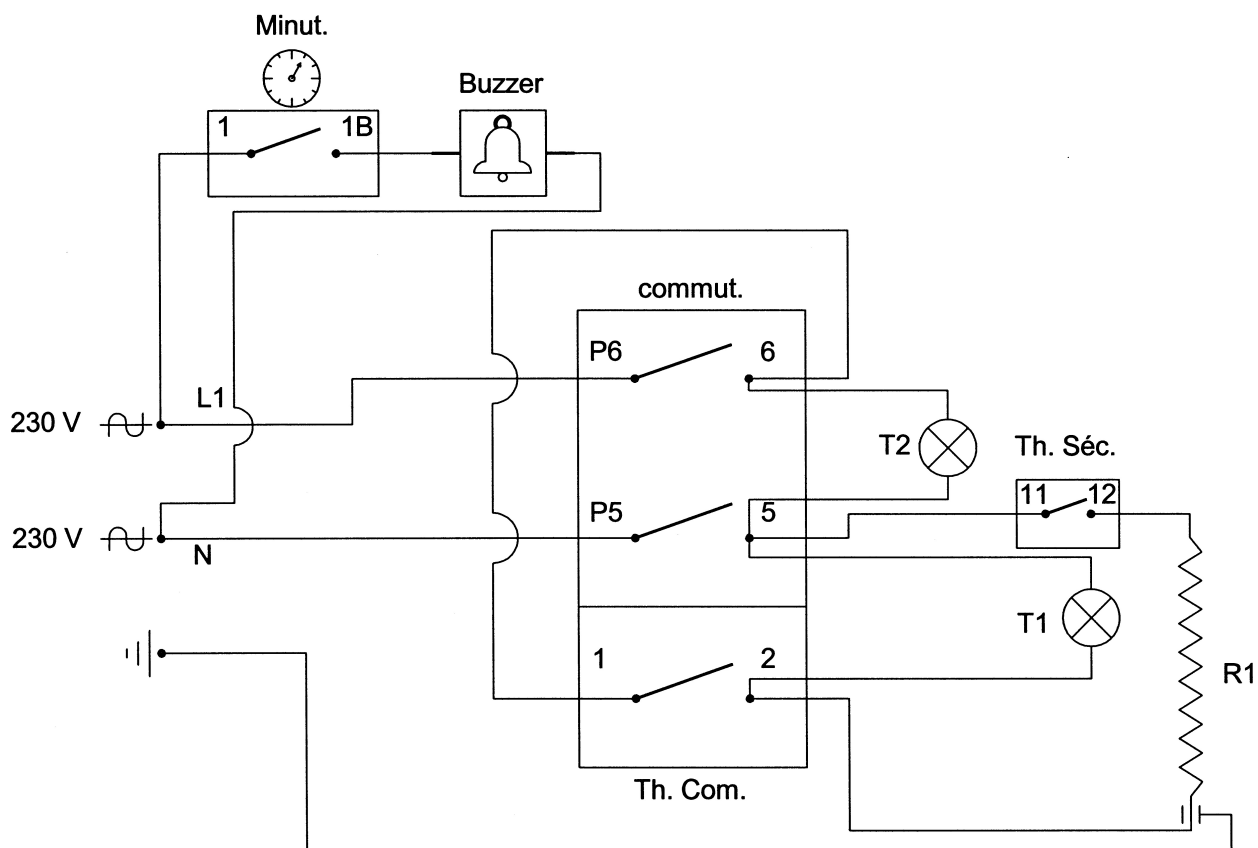 Minut.
Buzzer
1 1B
commut.
P6 6
L1
230 V
T2
Th. Séc.
11 12
P5 5
230 V
N
T1
1 2
R1
Th. Com.